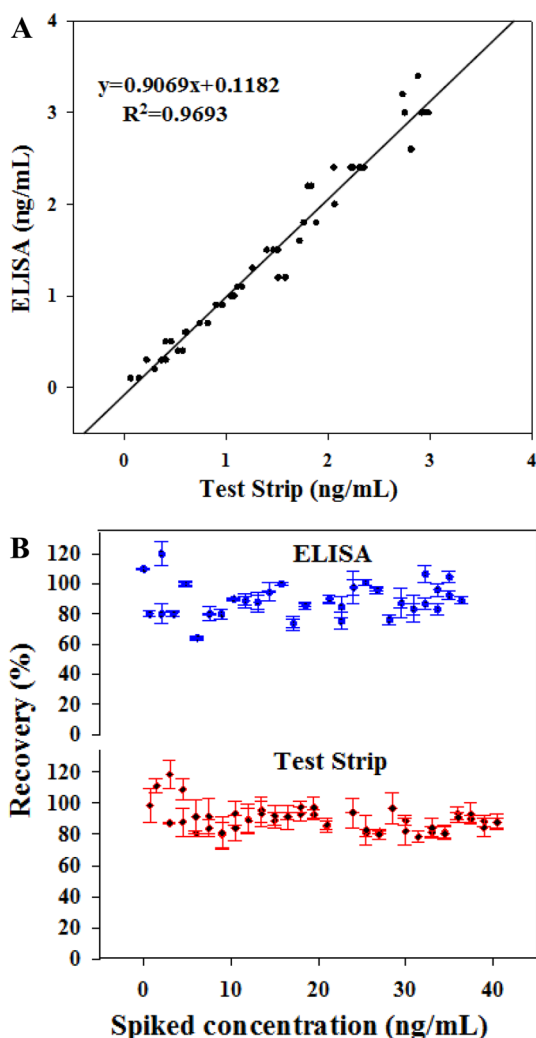 A
4
y=0.9069x+0.1182
R²=0.9693
3
2
1
0
ELISA (ng/mL)
0 1 2 3 4
Test Strip (ng/mL)
B
ELISA
120
100
80
60
40
20
0
Recovery (%)
Test Strip
120
100
80
60
40
20
0
0 10 20 30 40
Spiked concentration (ng/mL)